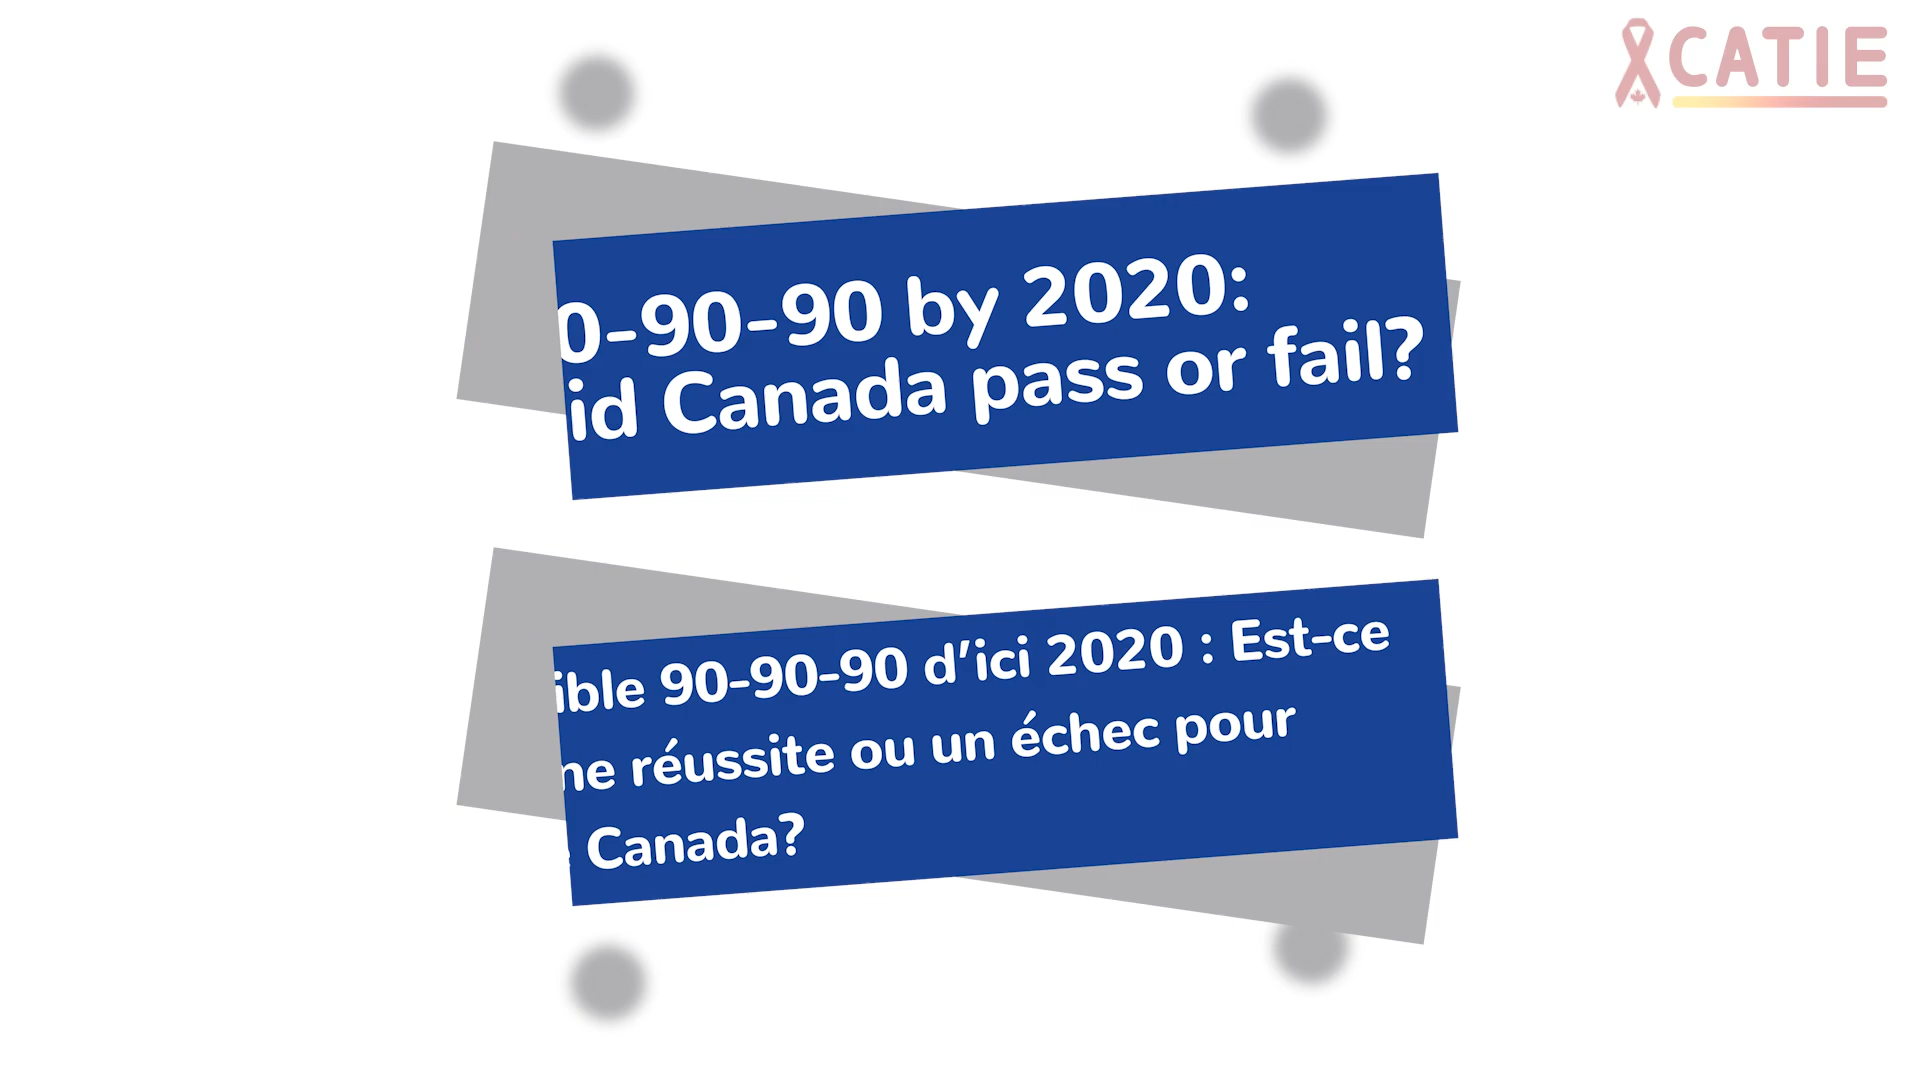 CATIE
0-90-90 by 2020:
id Canada pass or fail?
ible 90-90-90 d’ici 2020 : Est-ce
ne réussite ou un échec pour
Canada?